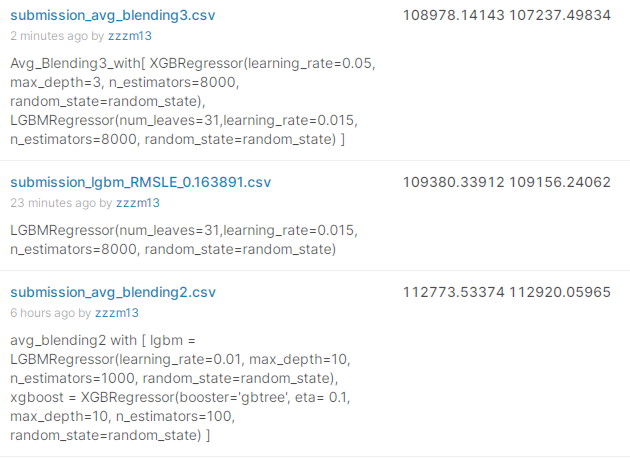 submission_avg_blending3.csv 108978.14143 107237.49834
2 minutes ago by zzzm13
Avg_Blending3_with[ XGBRegressor(learning_rate=0.05,
max_depth=3, n_estimators=8000,
random_state=random_state),
LGBMRegressor(num_leaves=31,learning_rate=0.015,
n_estimators=8000, random_state=random_state) ]
submission_lgbm_RMSLE_0.163891.csv 109380.33912 109156.24062
23 minutes ago by zzzm13
LGBMRegressor(num_leaves=31,learning_rate=0.015,
n_estimators=8000, random_state=random_state)
submission_avg_blending2.csv 112773.53374 112920.05965
6 hours ago by zzzm13
avg_blending2 with [ lgbm =
LGBMRegressor(learning_rate=0.01, max_depth=10,
n_estimators=1000, random_state=random_state),
xgboost = XGBRegressor(booster='gbtree', eta= 0.1,
max_depth=10, n_estimators=100,
random_state=random_state) ]